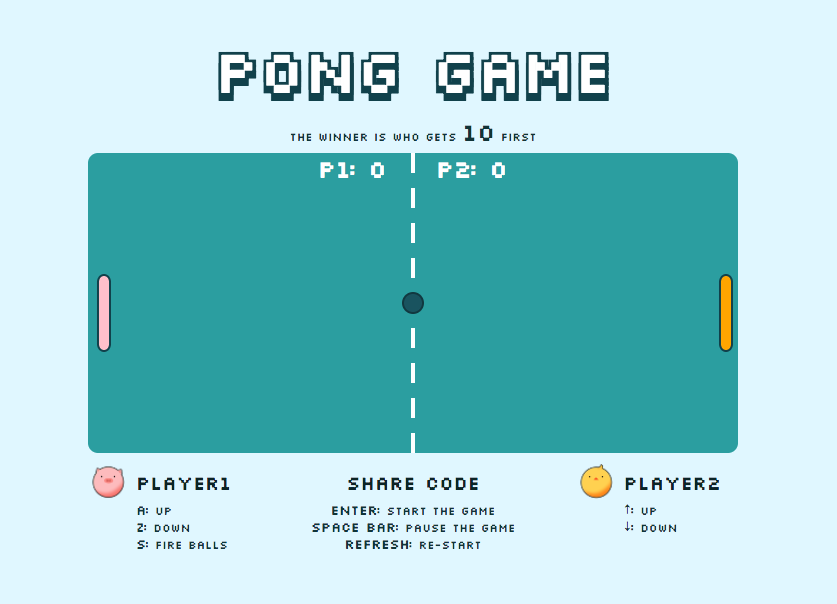 PONG GAME
THE WINNER IS WHO GETS 10 FIRST
P1: 0 P2: 0
PLAYER1
A: UP
Z: DOWN
S: FIRE BALLS
SHARE CODE
ENTER: START THE GAME
SPACE BAR: PAUSE THE GAME
REFRESH: RE-START
PLAYER2
↑: UP
↓: DOWN